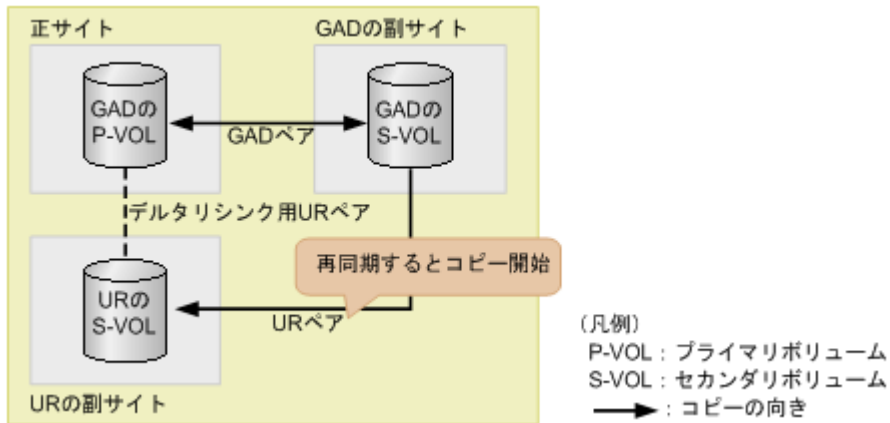 正サイト
GADの副サイト
GADの
P-VOL
GADの
S-VOL
GADペア
デルタリシンク用URペア
再同期するとコピー開始
URの
S-VOL
URペア
URの副サイト
（凡例）
P-VOL：プライマリボリューム
S-VOL：セカンダリボリューム
：コピーの向き